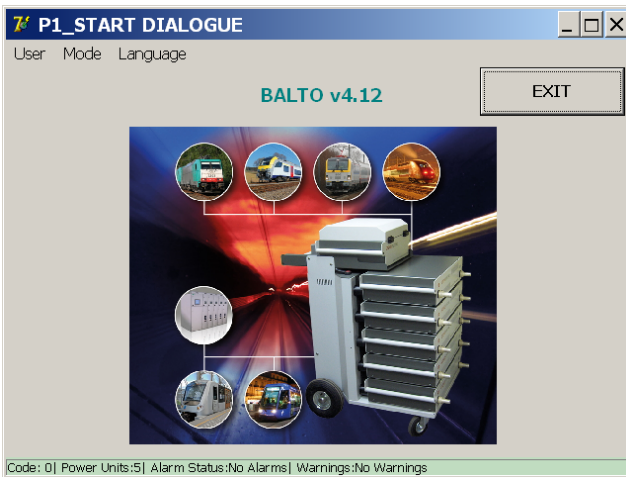 P1_START DIALOGUE
User Mode Language
BALTO v4.12
EXIT
Code: 0| Power Units:5| Alarm Status:No Alarms| Warnings:No Warnings